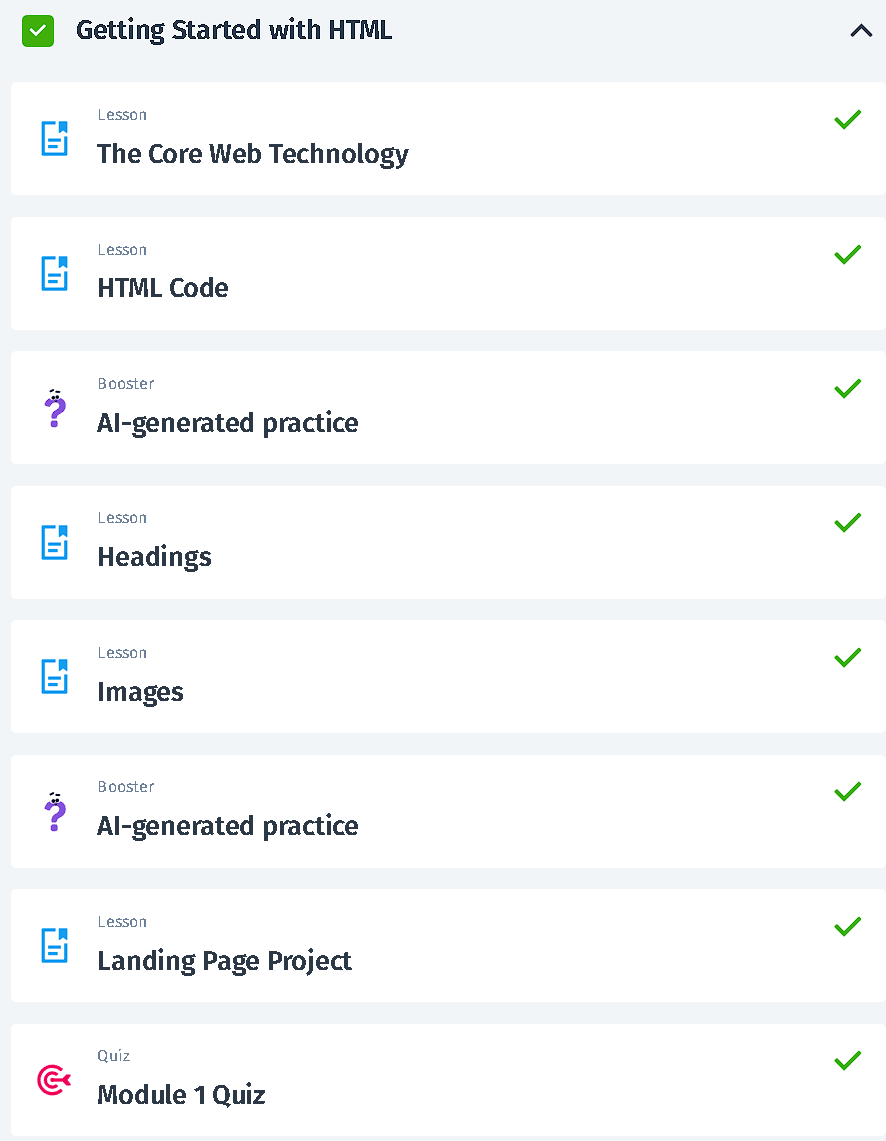 Getting Started with HTML
Lesson
The Core Web Technology
Lesson
HTML Code
Booster
AI-generated practice
Lesson
Headings
Lesson
Images
Booster
AI-generated practice
Lesson
Landing Page Project
Quiz
Module 1 Quiz